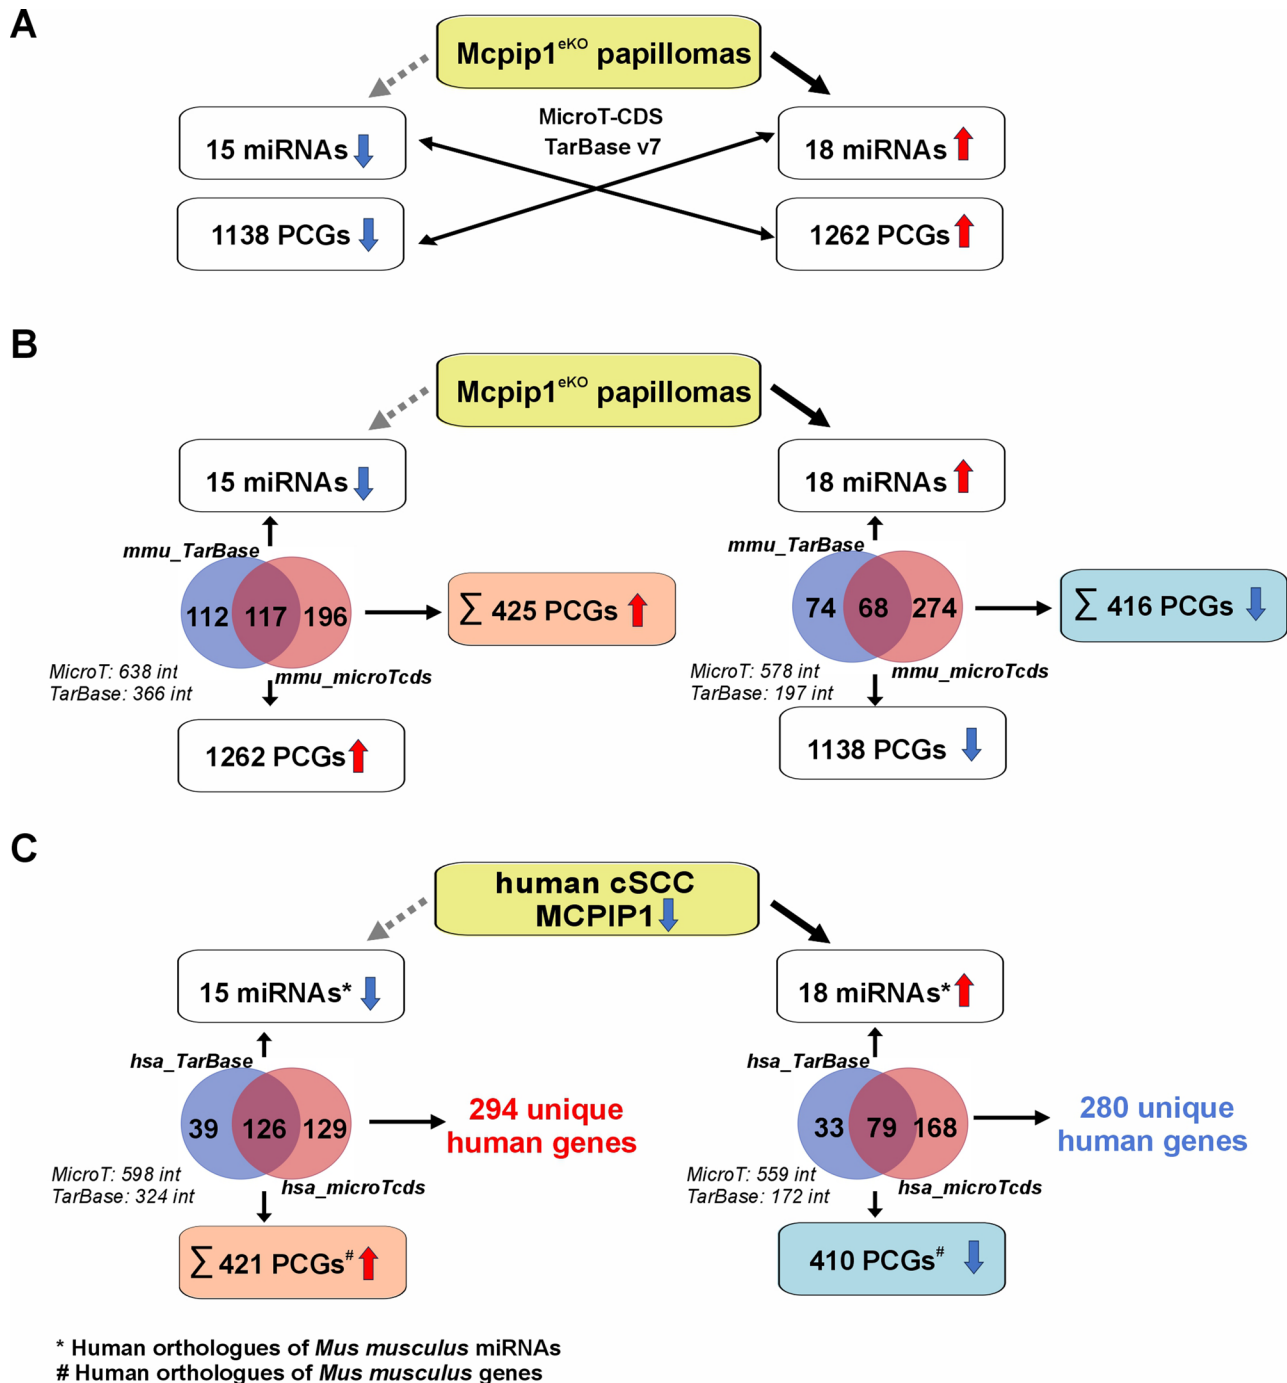 A
Mcpip1eKO papillomas
MicroT-CDS
TarBase v7
15 miRNAs
18 miRNAs
1138 PCGs
1262 PCGs
B
Mcpip1eKO papillomas
15 miRNAs
18 miRNAs
mmu_TarBase
112 117 196
∑ 425 PCGs
MicroT: 638 int
TarBase: 366 int
mmu_microTcds
1262 PCGs
mmu_TarBase
74 68 274
∑ 416 PCGs
MicroT: 578 int
TarBase: 197 int
mmu_microTcds
1138 PCGs
C
human cSCC
MCPIP1
15 miRNAs*
18 miRNAs*
hsa_TarBase
39 126 129
294 unique
human genes
MicroT: 598 int
TarBase: 324 int
hsa_microTcds
∑ 421 PCGs#
hsa_TarBase
33 79 168
280 unique
human genes
MicroT: 559 int
TarBase: 172 int
hsa_microTcds
410 PCGs#
* Human orthologues of Mus musculus miRNAs
# Human orthologues of Mus musculus genes